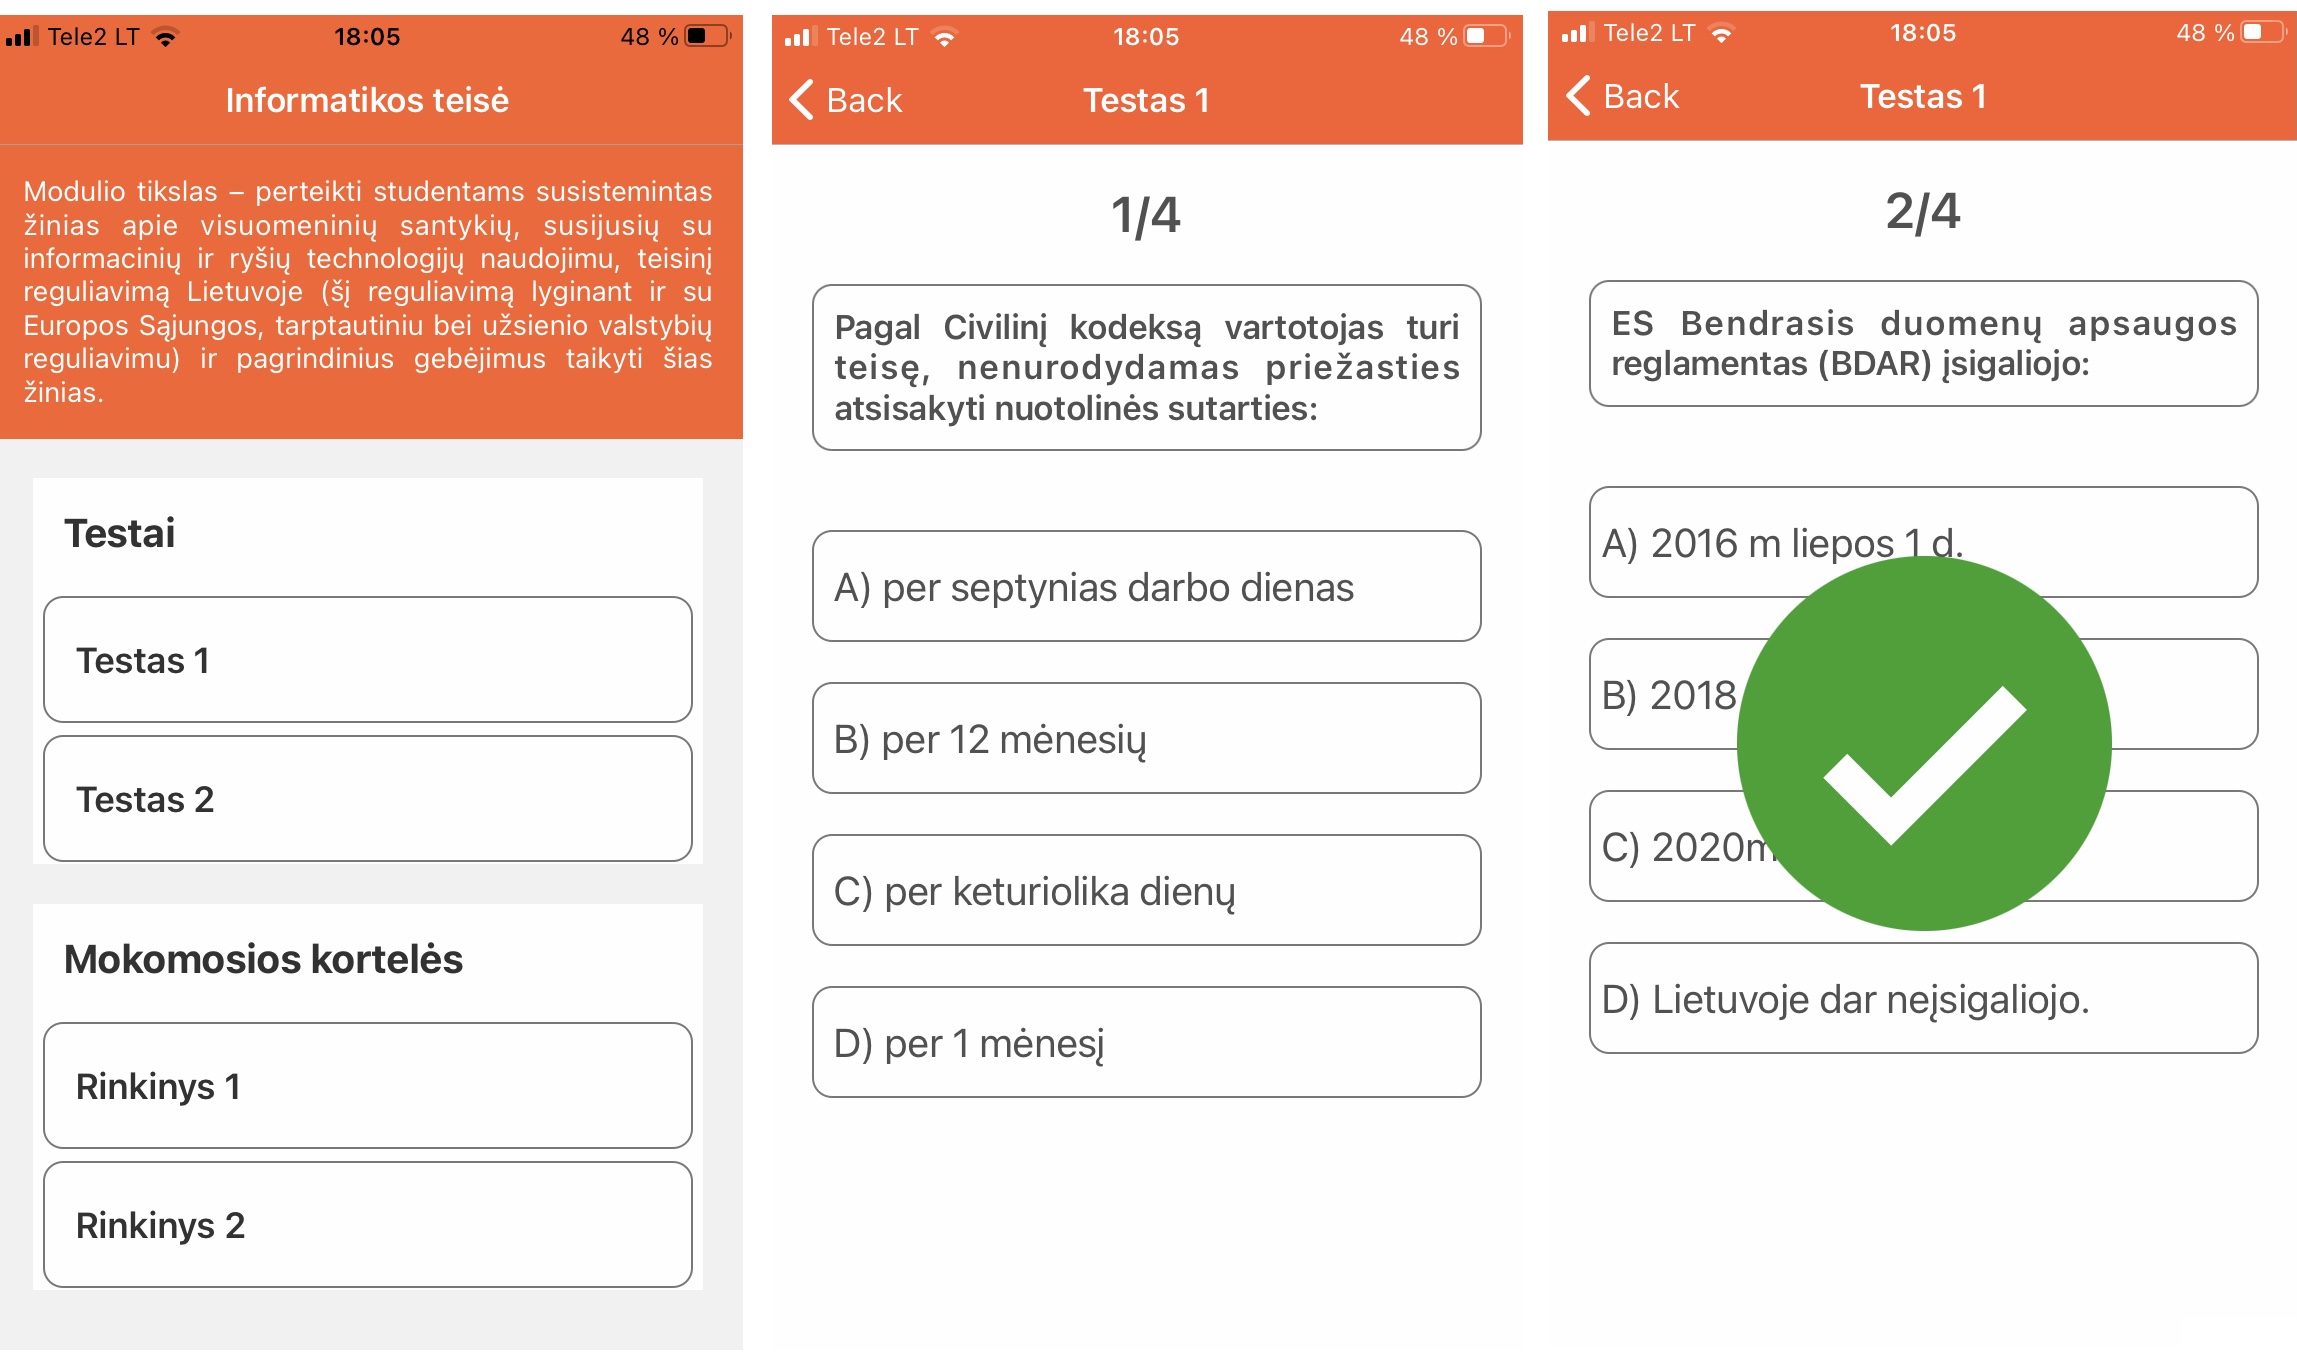 Tele2 LT 18:05 48 %
Informatikos teisė
Modulio tikslas – perteikti studentams susistemintas
žinias apie visuomeninių santykių, susijusių su
informacinių ir ryšių technologijų naudojimu, teisinį
reguliavimą Lietuvoje (šį reguliavimą lyginant ir su
Europos Sąjungos, tarptautiniu bei užsienio valstybių
reguliavimu) ir pagrindinius gebėjimus taikyti šias
žinias.
Testai
Testas 1
Testas 2
Mokomosios kortelės
Rinkinys 1
Rinkinys 2
Tele2 LT 18:05 48 %
Back Testas 1
1/4
Pagal Civilinį kodeksą vartotojas turi
teisę, nenurodydamas priežasties
atsisakyti nuotolinės sutarties:
A) per septynias darbo dienas
B) per 12 mėnesių
C) per keturiolika dienų
D) per 1 mėnesį
Tele2 LT 18:05 48 %
Back Testas 1
2/4
ES Bendrasis duomenų apsaugos
reglamentas (BDAR) įsigaliojo:
A) 2016 m liepos 1 d.
B) 2018
C) 2020m
D) Lietuvoje dar neįsigaliojo.